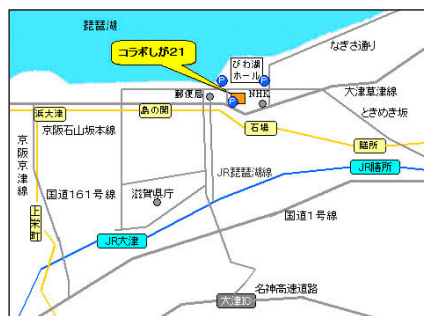 琵琶湖
コラボしが21
なぎさ通り
びわ湖
ホール
P
P
P
郵便局
NHK
大津草津線
ときめき坂
浜大津
島の関
石場
膳所
京阪石山坂本線
京阪京津線
国道161号線
滋賀県庁
JR琵琶湖線
JR膳所
上栄町
国道1号線
JR大津
名神高速道路
大津IC